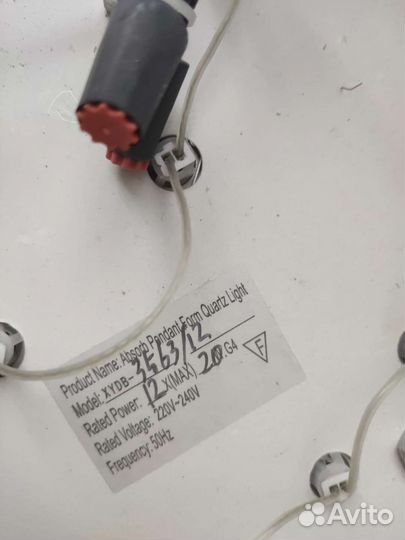 Product Name: Absorb Pendant Form Quartz Light
Model: XYDB-3563/12
Rated Power: 12X(MAX) 20 G4
Rated Voltage: 220V-240V
Frequency: 50Hz
F
Avito